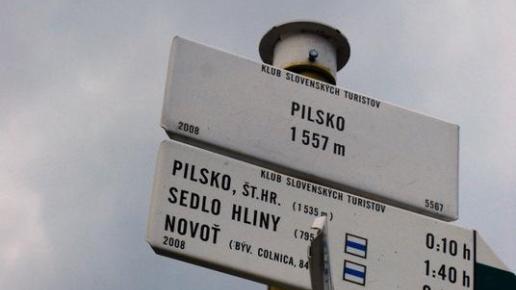 KLUB SLOVENSKÝCH TURISTOV
PILSKO
1 557 m
2008
5567
KLUB SLOVENSKÝCH TURISTOV
PILSKO, ŠT.HR. (1 535 m) 0:10 h
SEDLO HLINY (795 1:40 h
NOVOŤ (BÝV. COLNICA, 84
2008